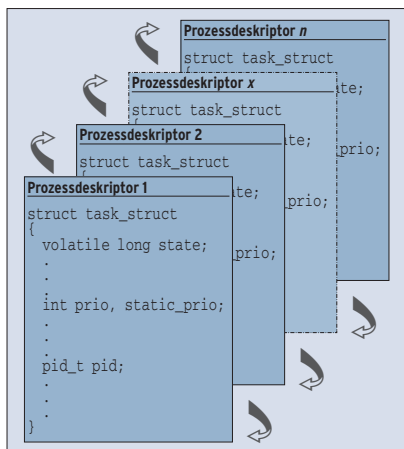 Prozessdeskriptor n
struct task_struct
{
ate;
Prozessdeskriptor x
struct task_struct
{
ate;
prio;
Prozessdeskriptor 2
struct task_struct
{
ate;
prio;
Prozessdeskriptor 1
struct task_struct
{
volatile long state;
.
.
.
int prio, static_prio;
.
.
.
pid_t pid;
.
.
.
}